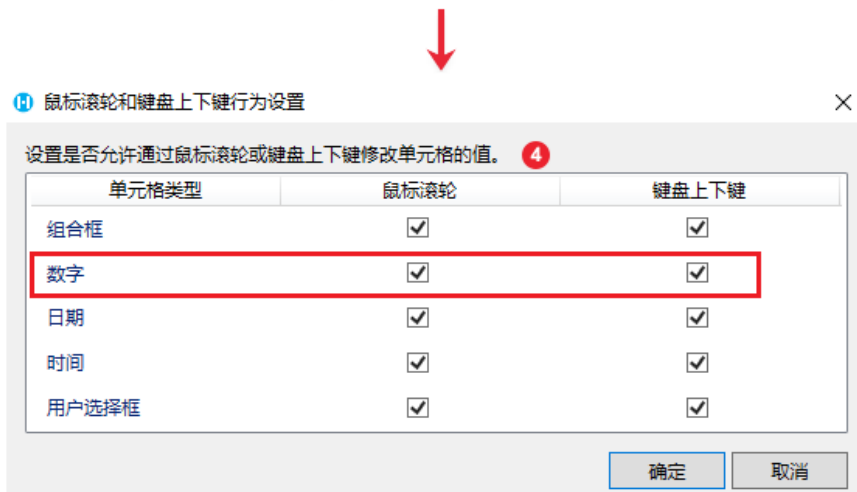 鼠标滚轮和键盘上下键行为设置
设置是否允许通过鼠标滚轮或键盘上下键修改单元格的值。 4
单元格类型 鼠标滚轮 键盘上下键
组合框
数字
日期
时间
用户选择框
确定 取消